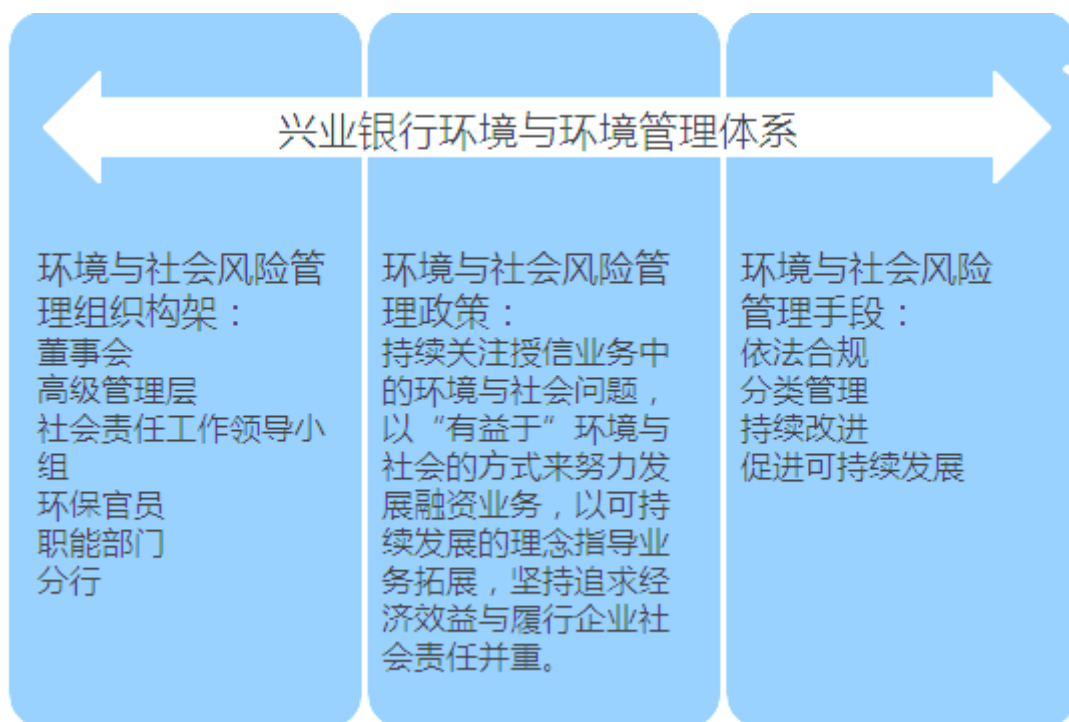 兴业银行环境与环境管理体系
环境与社会风险管
理组织构架：
董事会
高级管理层
社会责任工作领导小
组
环保官员
职能部门
分行
环境与社会风险管
理政策：
持续关注授信业务中
的环境与社会问题，
以“有益于”环境与
社会的方式来努力发
展融资业务，以可持
续发展的理念指导业
务拓展，坚持追求经
济效益与履行企业社
会责任并重。
环境与社会风险
管理手段：
依法合规
分类管理
持续改进
促进可持续发展